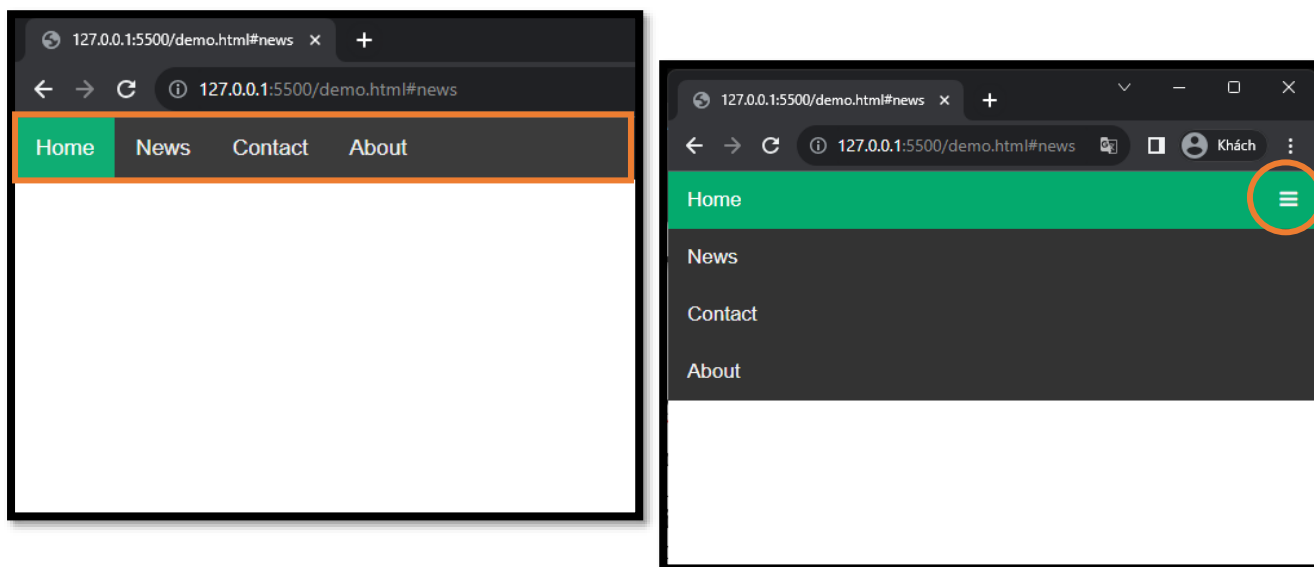 127.0.0.1:5500/demo.html#news
127.0.0.1:5500/demo.html#news
Home News Contact About
127.0.0.1:5500/demo.html#news
127.0.0.1:5500/demo.html#news Khách
Home
News
Contact
About